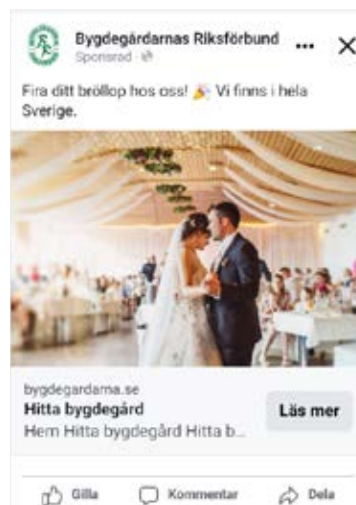 Bygdegårdarnas Riksförbund
Sponsrad
Fira ditt bröllop hos oss! 🎉 Vi finns i hela
Sverige.
bygdegardarna.se
Hitta bygdegård
Hem Hitta bygdegård Hitta b...
Läs mer
Gilla Kommentar Dela